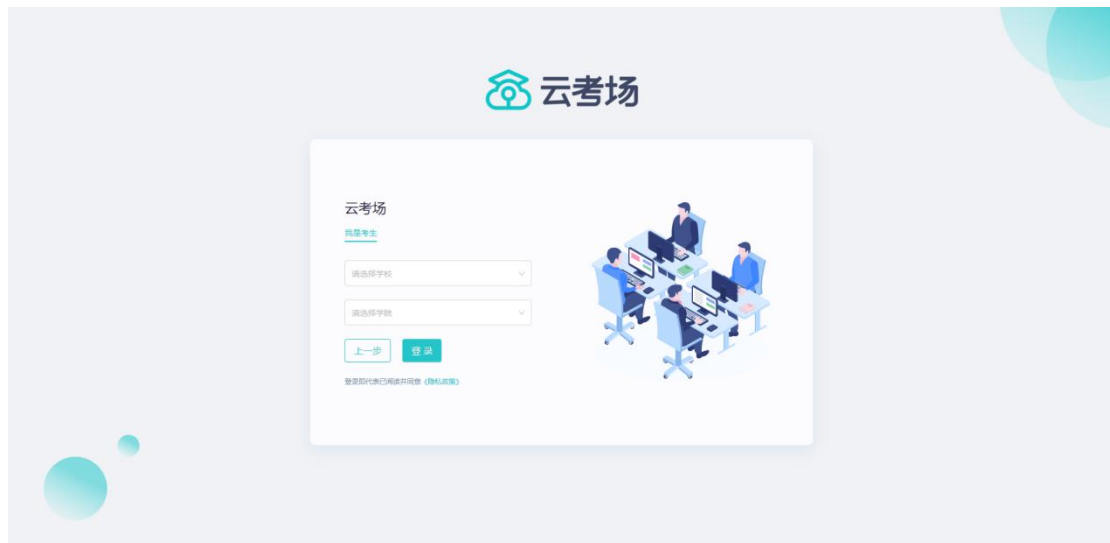 云考场
云考场
我是考生
请选择学校
请选择学院
上一步
登录
登录即代表已阅读并同意《隐私政策》